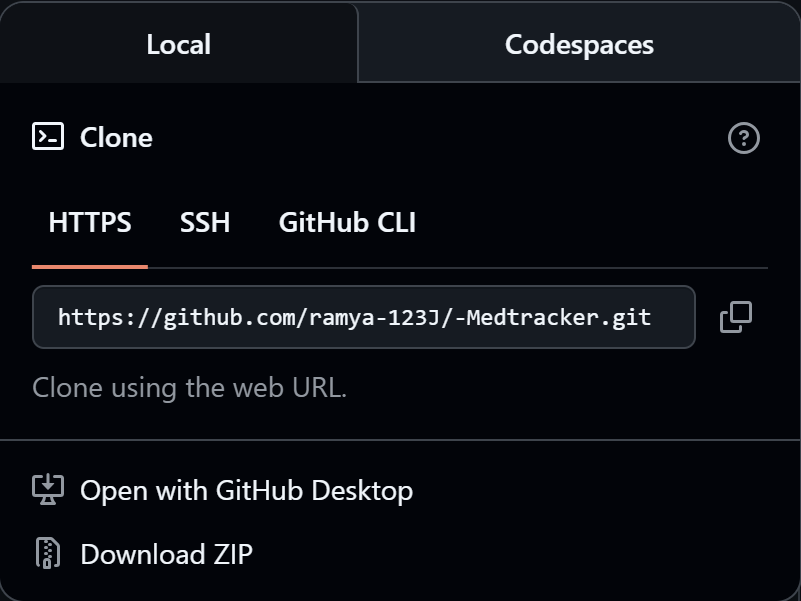 Local Codespaces
Clone
HTTPS SSH GitHub CLI
https://github.com/ramya-123J/-Medtracker.git
Clone using the web URL.
Open with GitHub Desktop
Download ZIP